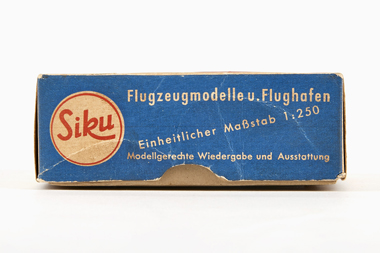 Siku
Flugzeugmodelle u. Flughafen
Einheitlicher Maßstab 1:250
Modellgerechte Wiedergabe und Ausstattung